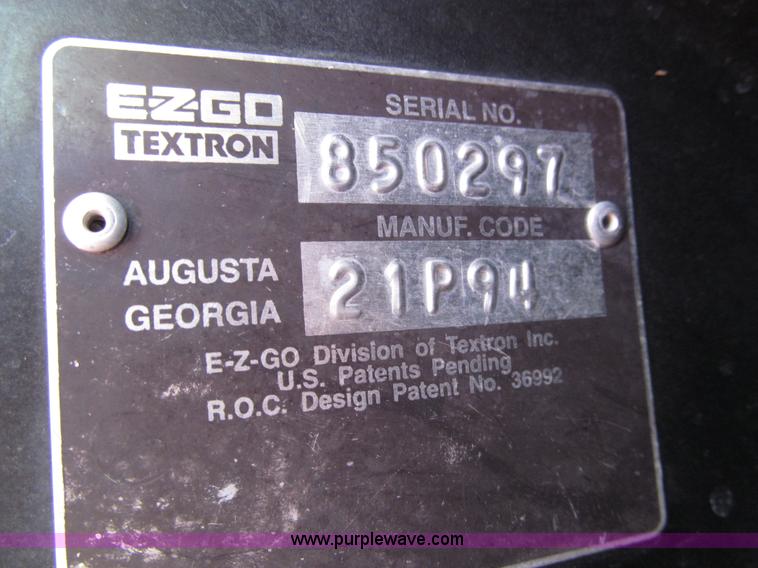 E-Z-GO
TEXTRON
SERIAL NO.
850297
MANUF. CODE
21P94
AUGUSTA
GEORGIA
E-Z-GO Division of Textron Inc.
U.S. Patents Pending
R.O.C. Design Patent No. 36992
www.purplewave.com